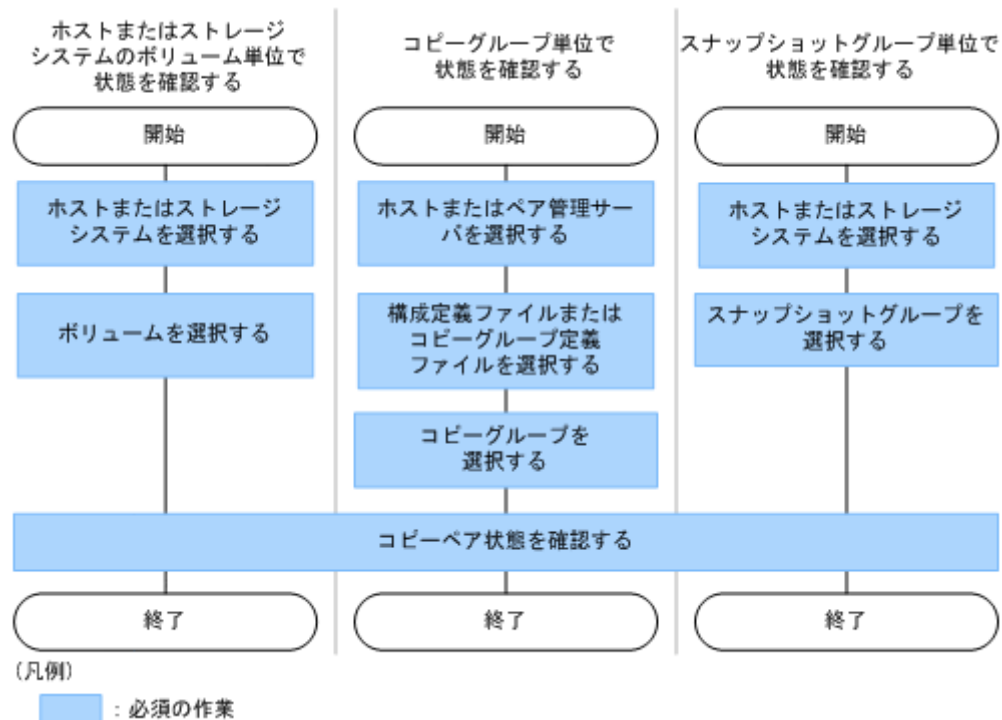 ホストまたはストレージ
システムのボリューム単位で
状態を確認する
開始
ホストまたはストレージ
システムを選択する
ボリュームを選択する
コピーグループ単位で
状態を確認する
開始
ホストまたはペア管理サー
バを選択する
構成定義ファイルまたは
コピーグループ定義
ファイルを選択する
コピーグループを
選択する
スナップショットグループ単位で
状態を確認する
開始
ホストまたはストレージ
システムを選択する
スナップショットグループを
選択する
コピーペア状態を確認する
終了
終了
終了
(凡例)
：必須の作業